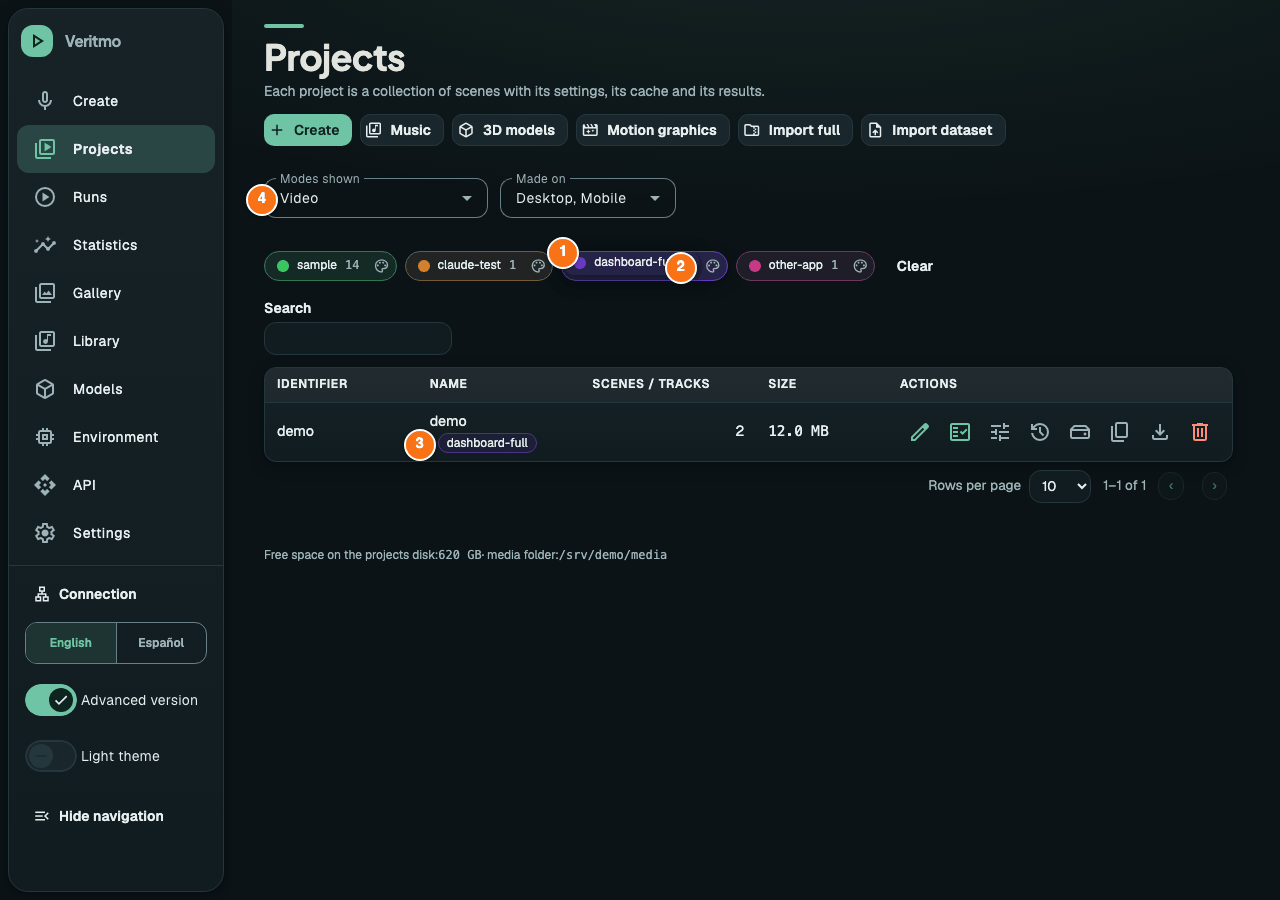 Veritmo
Create
Projects
Runs
Statistics
Gallery
Library
Models
Environment
API
Settings
Connection
English Español
Advanced version
Light theme
Hide navigation
Projects
Each project is a collection of scenes with its settings, its cache and its results.
Create Music 3D models Motion graphics Import full Import dataset
Modes shown Made on
4 Video Desktop, Mobile
sample 14 claude-test 1 1 2 other-app 1 Clear
Search
IDENTIFIER NAME SCENES / TRACKS SIZE ACTIONS
demo demo 2 12.0 MB
3 dashboard-full
Rows per page 10 1–1 of 1 ‹ ›
Free space on the projects disk:620 GB· media folder:/srv/demo/media